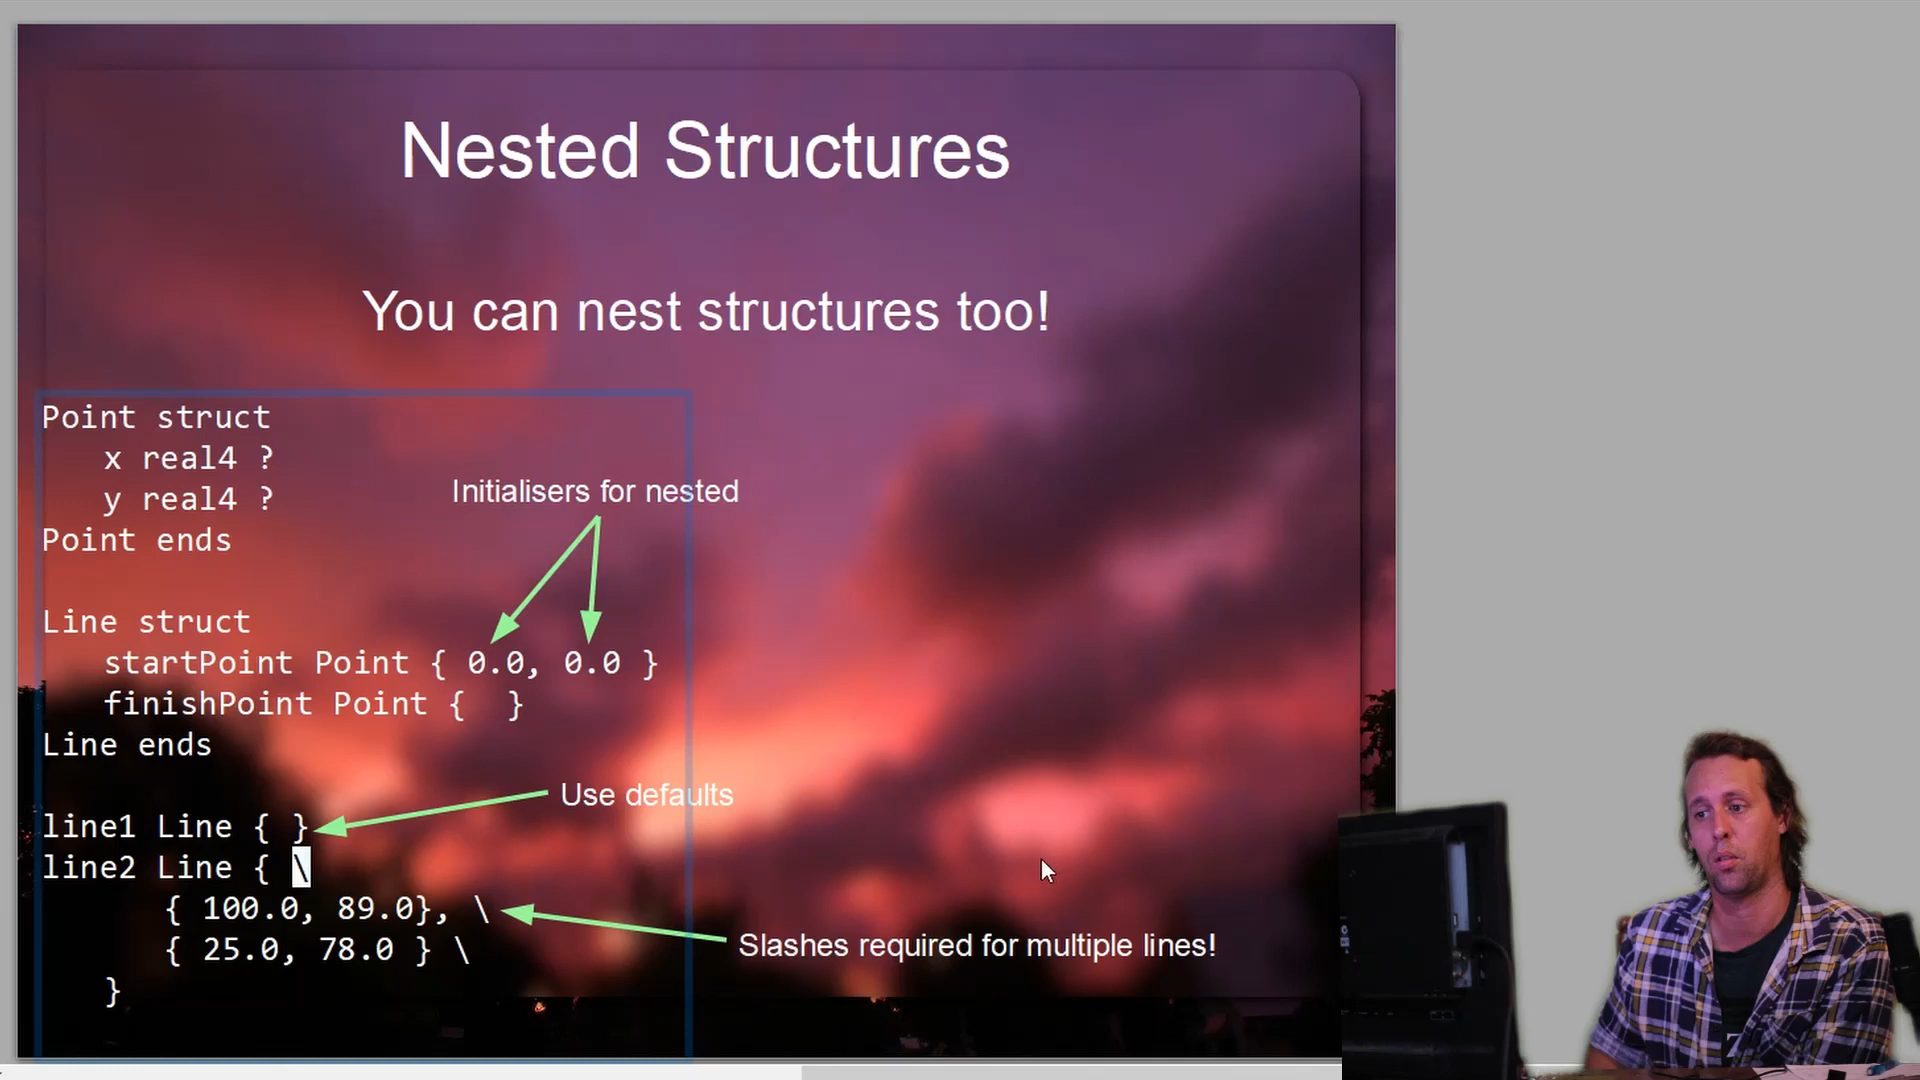 Nested Structures
You can nest structures too!
Point struct
x real4 ?
y real4 ?
Point ends
Initialisers for nested
Line struct
startPoint Point { 0.0, 0.0 }
finishPoint Point {  }
Line ends
Use defaults
line1 Line { }
line2 Line { \
{ 100.0, 89.0}, \
{ 25.0, 78.0 } \
}
Slashes required for multiple lines!